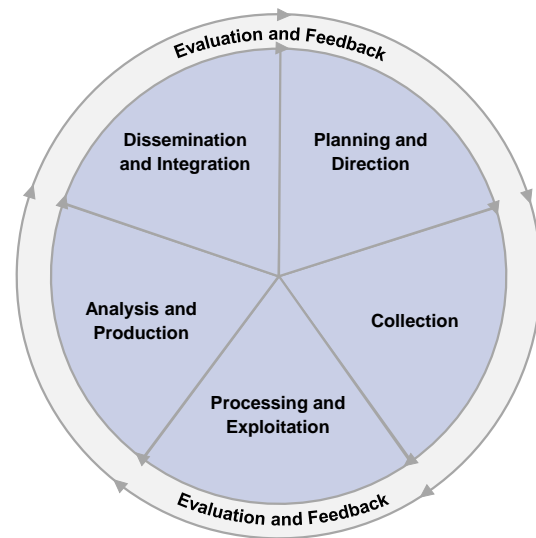 Evaluation and Feedback
Dissemination
and Integration
Planning and
Direction
Analysis and
Production
Collection
Processing and
Exploitation
Evaluation and Feedback